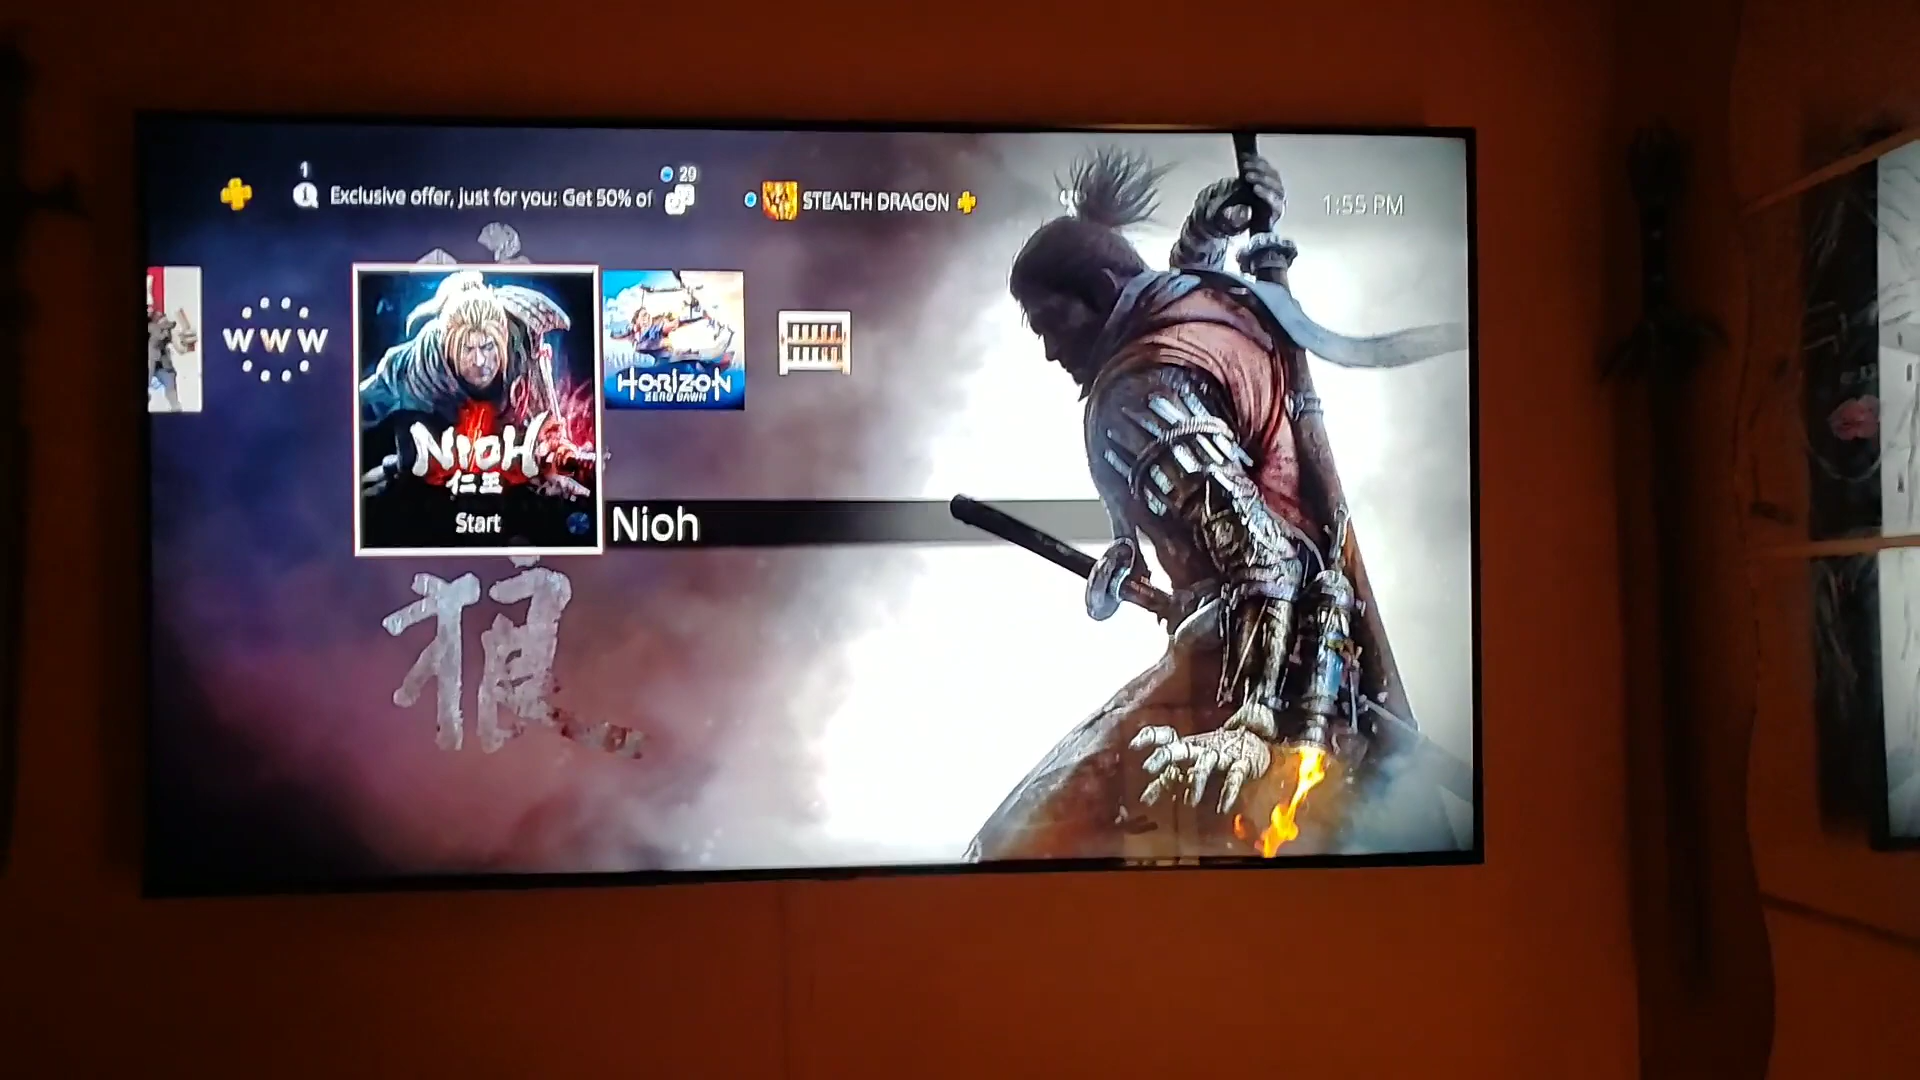 1
29
Exclusive offer, just for you: Get 50% of
STEALTH DRAGON
1:55 PM
WWW
NIOH
仁王
Start
HORIZON
ZERO DAWN
Nioh
狼